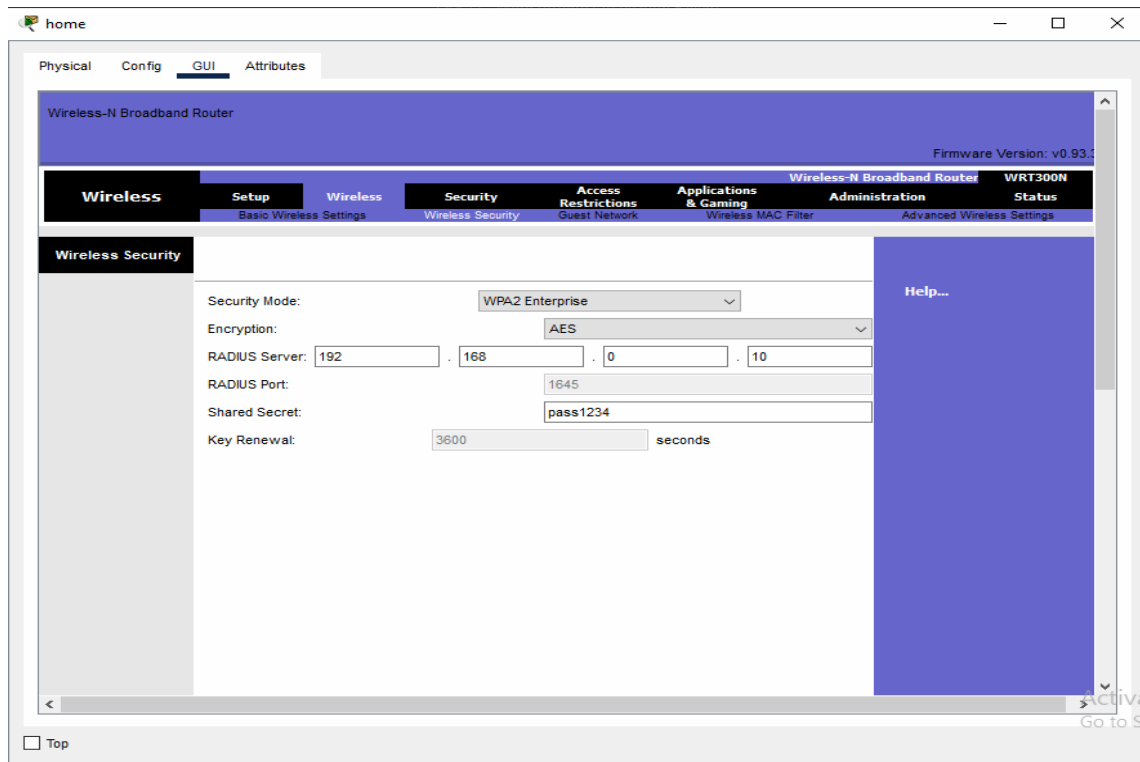 home
Physical Config GUI Attributes
Wireless-N Broadband Router
Firmware Version: v0.93.3
Wireless-N Broadband Router WRT300N
Wireless Setup Wireless Security Access Restrictions Applications & Gaming Administration Status
Basic Wireless Settings Wireless Security Guest Network Wireless MAC Filter Advanced Wireless Settings
Wireless Security
Help...
Security Mode: WPA2 Enterprise
Encryption: AES
RADIUS Server: 192 . 168 . 0 . 10
RADIUS Port: 1645
Shared Secret: pass1234
Key Renewal: 3600 seconds
Activa
Go to S
Top